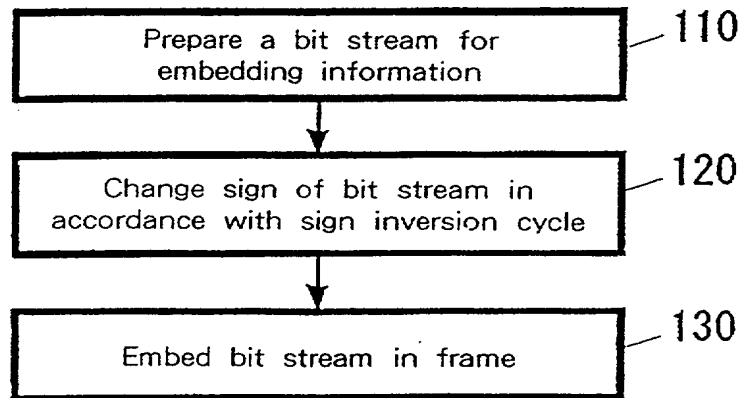 Prepare a bit stream for
embedding information
110
Change sign of bit stream in
accordance with sign inversion cycle
120
Embed bit stream in frame
130